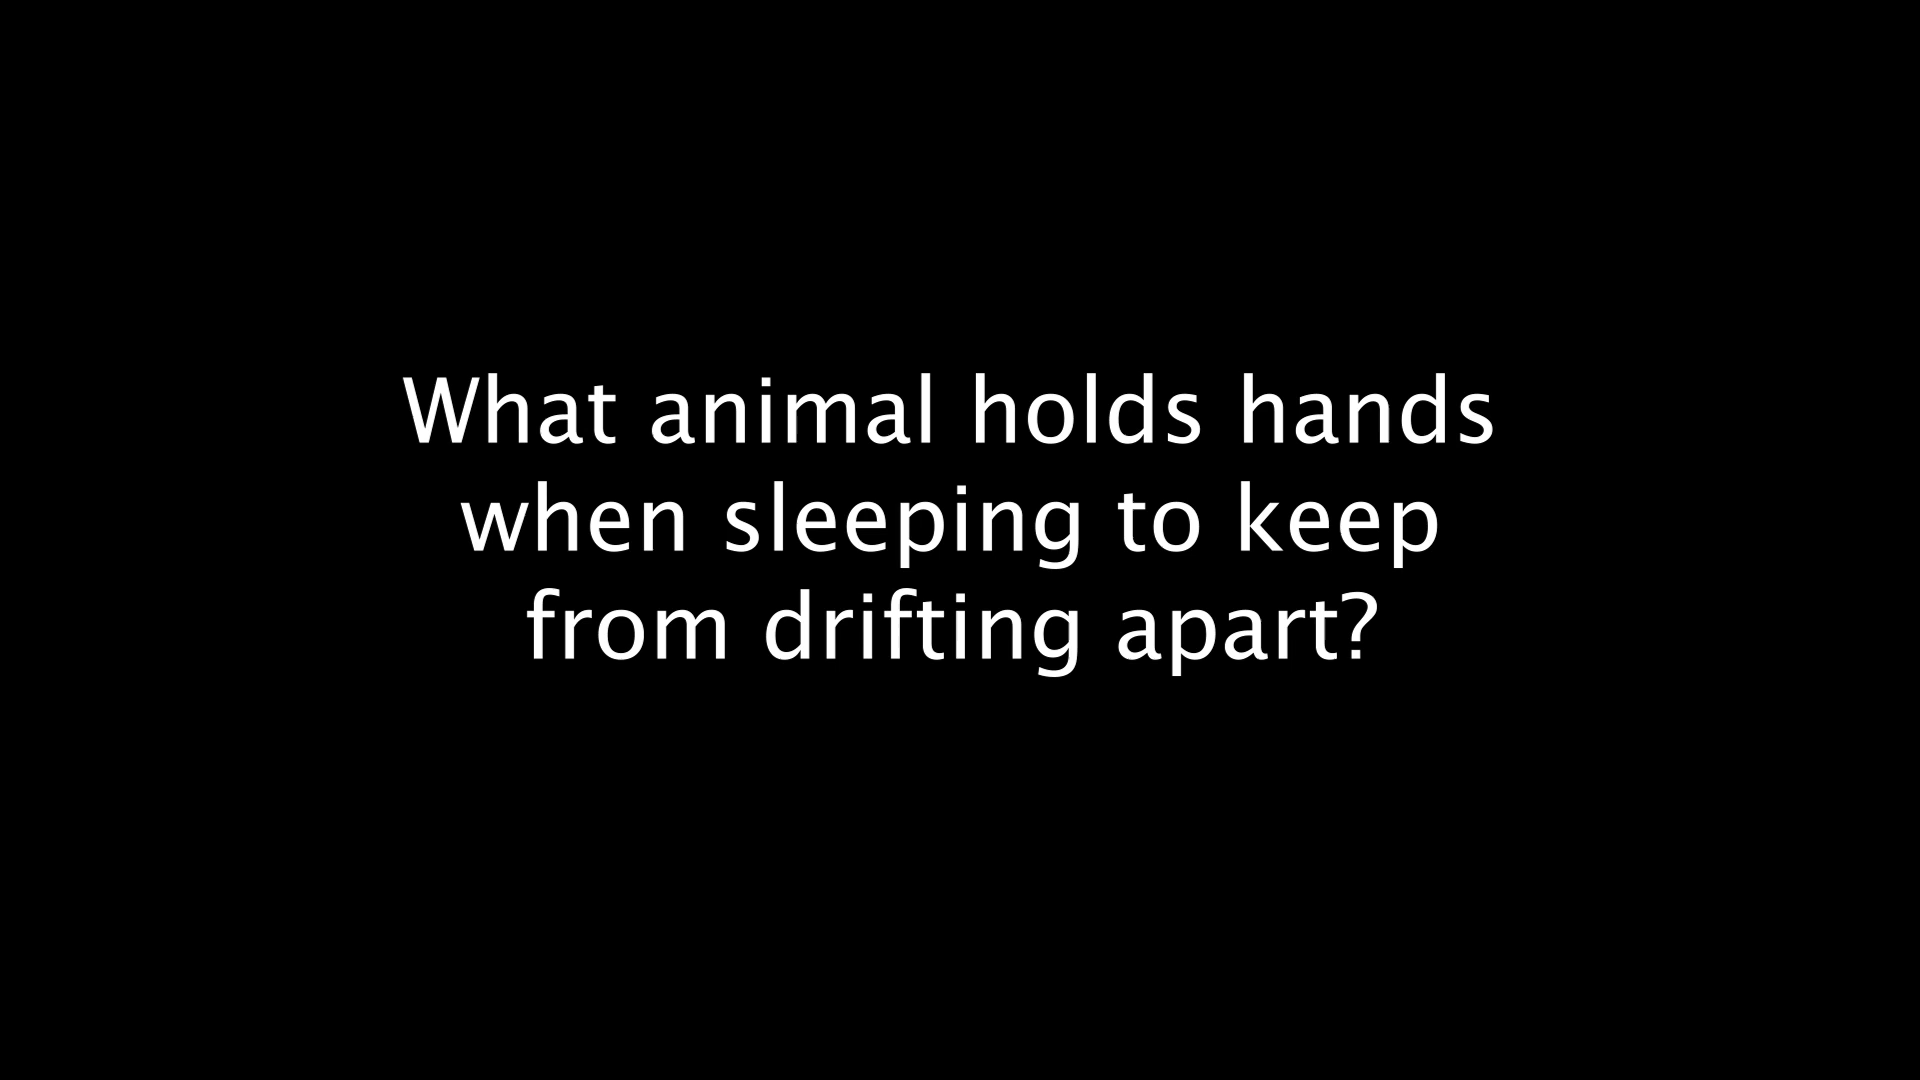 What animal holds hands
when sleeping to keep
from drifting apart?